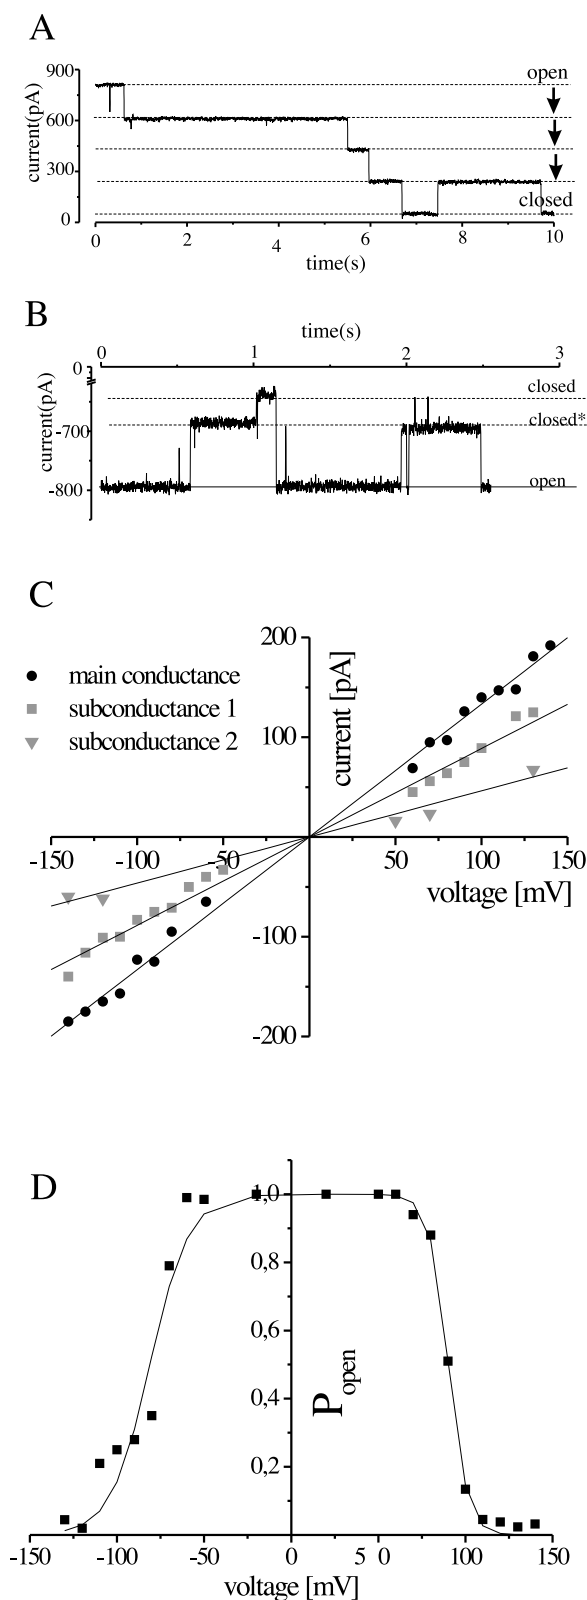 A
900
600
300
0
current(pA)
open
closed
0
2
4
6
8
10
time(s)
B
time(s)
0
1
2
3
0
-700
-800
current(pA)
closed
closed*
open
C
main conductance
subconductance 1
subconductance 2
200
100
-100
-200
current [pA]
-150
-100
-50
50
100
150
voltage [mV]
D
1,0
0,8
0,6
0,4
0,2
Popen
-150
-100
-50
0
5 0
100
150
voltage [mV]